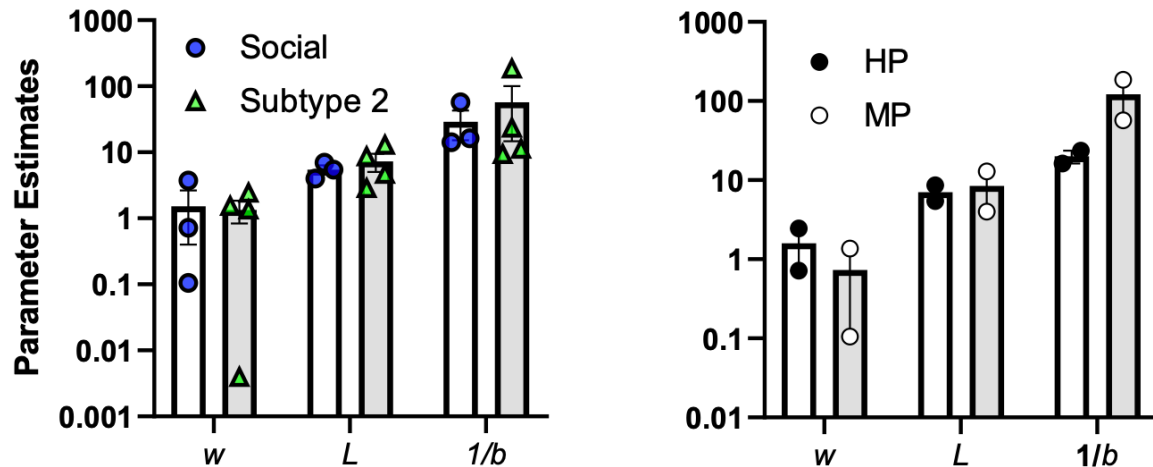 Parameter Estimates
1000
100
10
1
0.1
0.01
0.001
Social
Subtype 2
w
L
1/b
1000
100
10
1
0.1
0.01
HP
MP
w
L
1/b